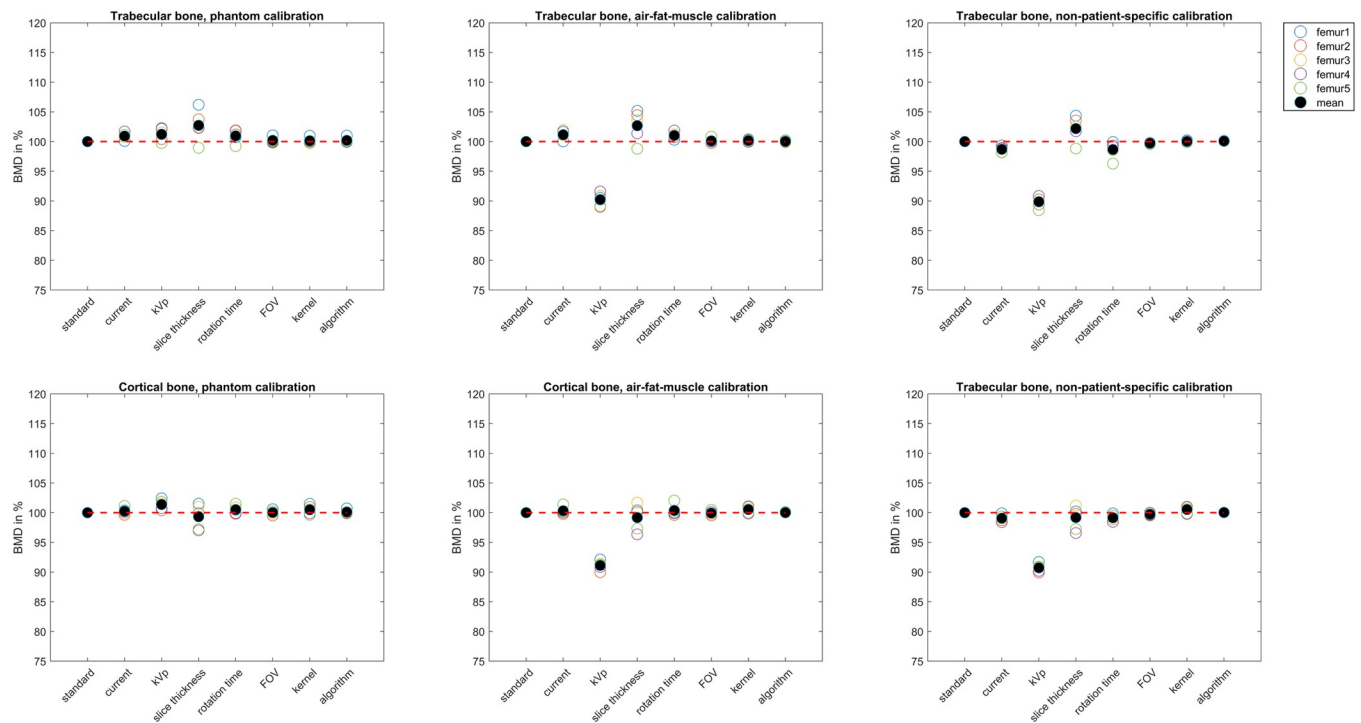 Trabecular bone, phantom calibration
120
115
110
105
100
95
90
85
80
75
BMD in %
standard
current
kVp
slice thickness
rotation time
FOV
kernel
algorithm
Trabecular bone, air-fat-muscle calibration
120
115
110
105
100
95
90
85
80
75
BMD in %
standard
current
kVp
slice thickness
rotation time
FOV
kernel
algorithm
Trabecular bone, non-patient-specific calibration
120
115
110
105
100
95
90
85
80
75
BMD in %
standard
current
kVp
slice thickness
rotation time
FOV
kernel
algorithm
femur1
femur2
femur3
femur4
femur5
mean
Cortical bone, phantom calibration
120
115
110
105
100
95
90
85
80
75
BMD in %
standard
current
kVp
slice thickness
rotation time
FOV
kernel
algorithm
Cortical bone, air-fat-muscle calibration
120
115
110
105
100
95
90
85
80
75
BMD in %
standard
current
kVp
slice thickness
rotation time
FOV
kernel
algorithm
Trabecular bone, non-patient-specific calibration
120
115
110
105
100
95
90
85
80
75
BMD in %
standard
current
kVp
slice thickness
rotation time
FOV
kernel
algorithm